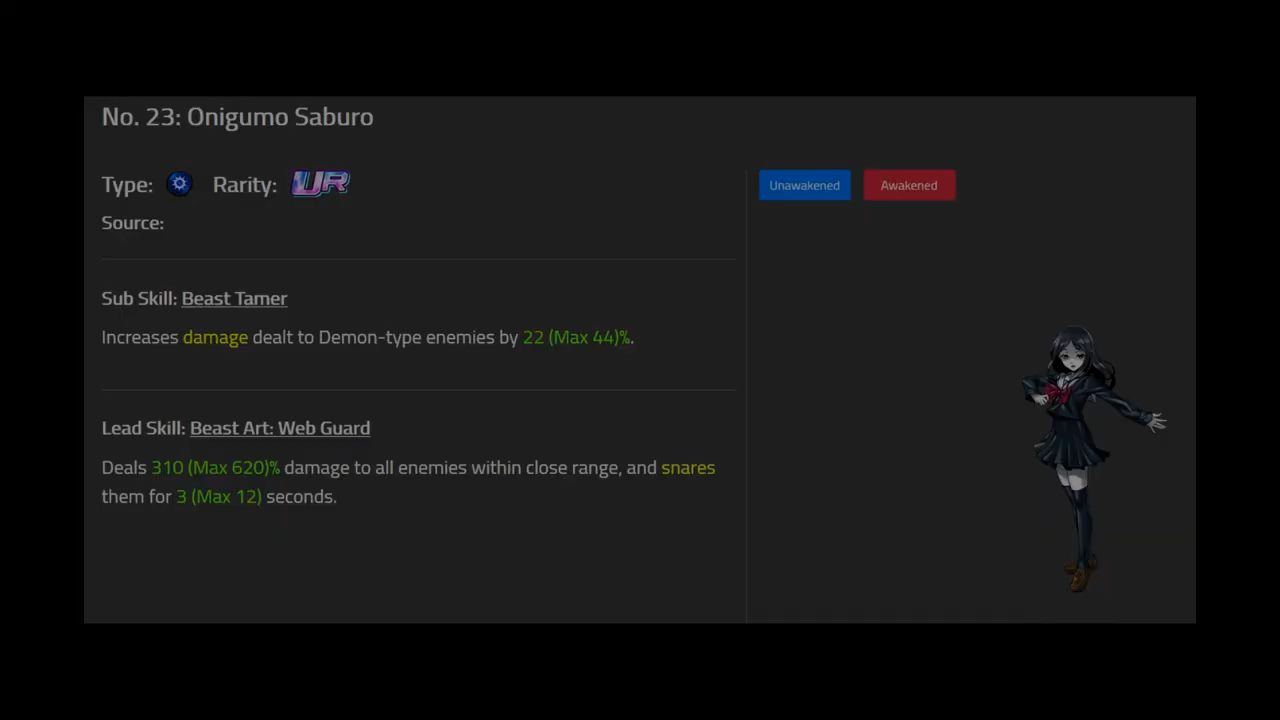 No. 23: Onigumo Saburo
Type: Rarity: UR
Unawakened
Awakened
Source:
Sub Skill: Beast Tamer
Increases damage dealt to Demon-type enemies by 22 (Max 44)%.
Lead Skill: Beast Art: Web Guard
Deals 310 (Max 620)% damage to all enemies within close range, and snares
them for 3 (Max 12) seconds.